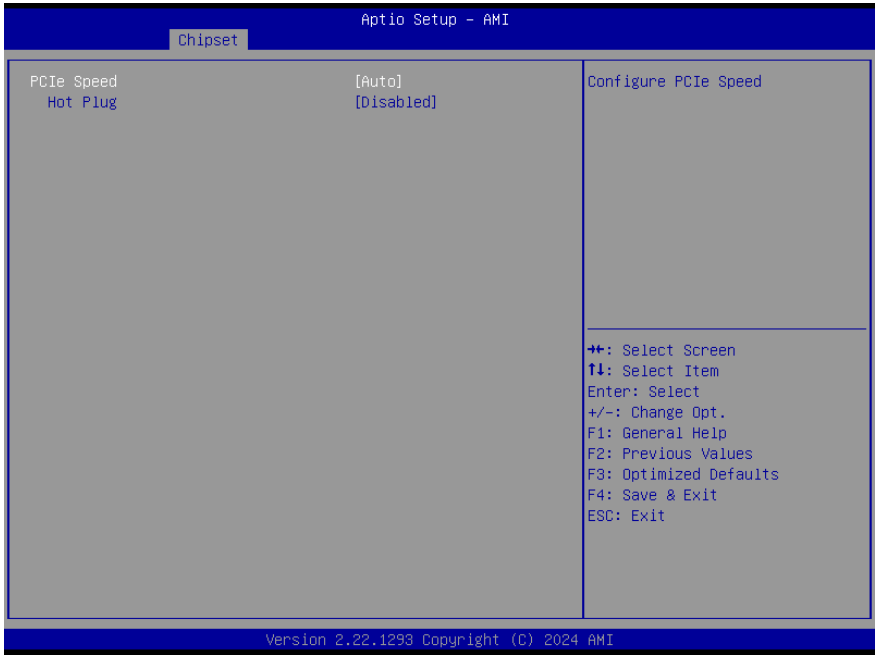 Aptio Setup – AMI
Chipset
PCIe Speed [Auto]
Hot Plug [Disabled]
Configure PCIe Speed
→←: Select Screen
↑↓: Select Item
Enter: Select
+/-: Change Opt.
F1: General Help
F2: Previous Values
F3: Optimized Defaults
F4: Save & Exit
ESC: Exit
Version 2.22.1293 Copyright (C) 2024 AMI